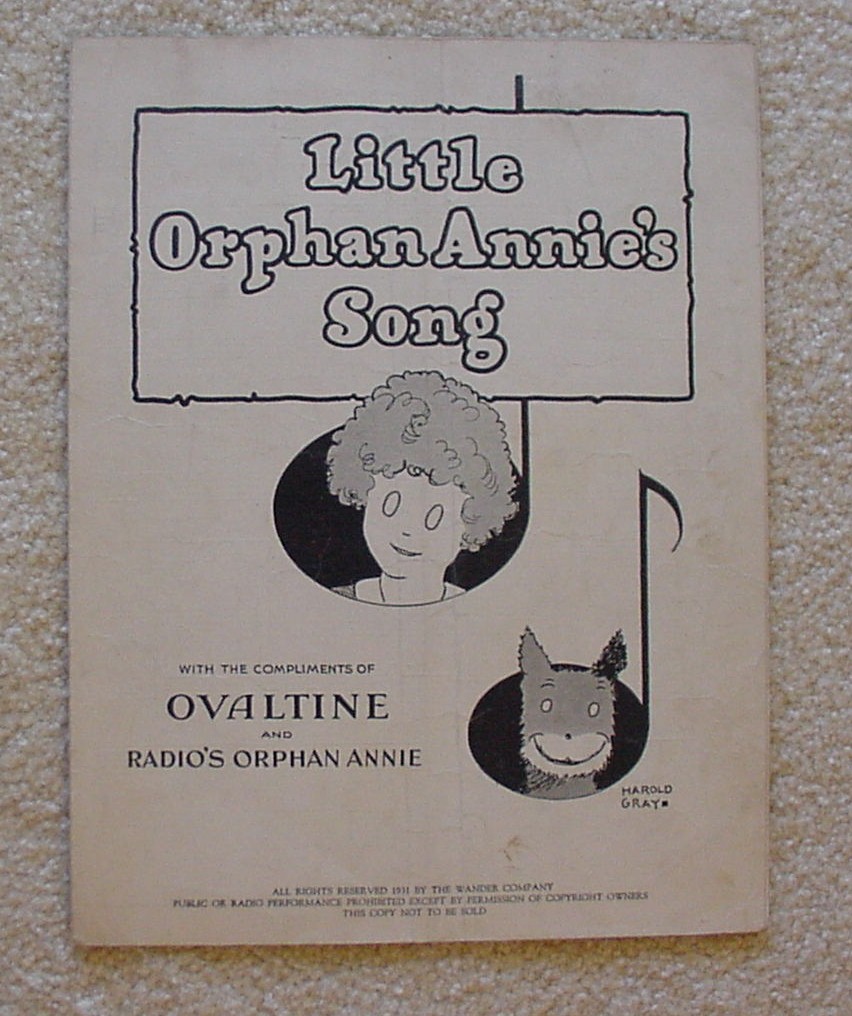 Little
Orphan Annie's
Song
WITH THE COMPLIMENTS OF
OVALTINE
AND
RADIO'S ORPHAN ANNIE
HAROLD
GRAY
ALL RIGHTS RESERVED 1931 BY THE WANDER COMPANY
PUBLIC OR RADIO PERFORMANCE PROHIBITED EXCEPT BY PERMISSION OF COPYRIGHT OWNERS
THIS COPY NOT TO BE SOLD